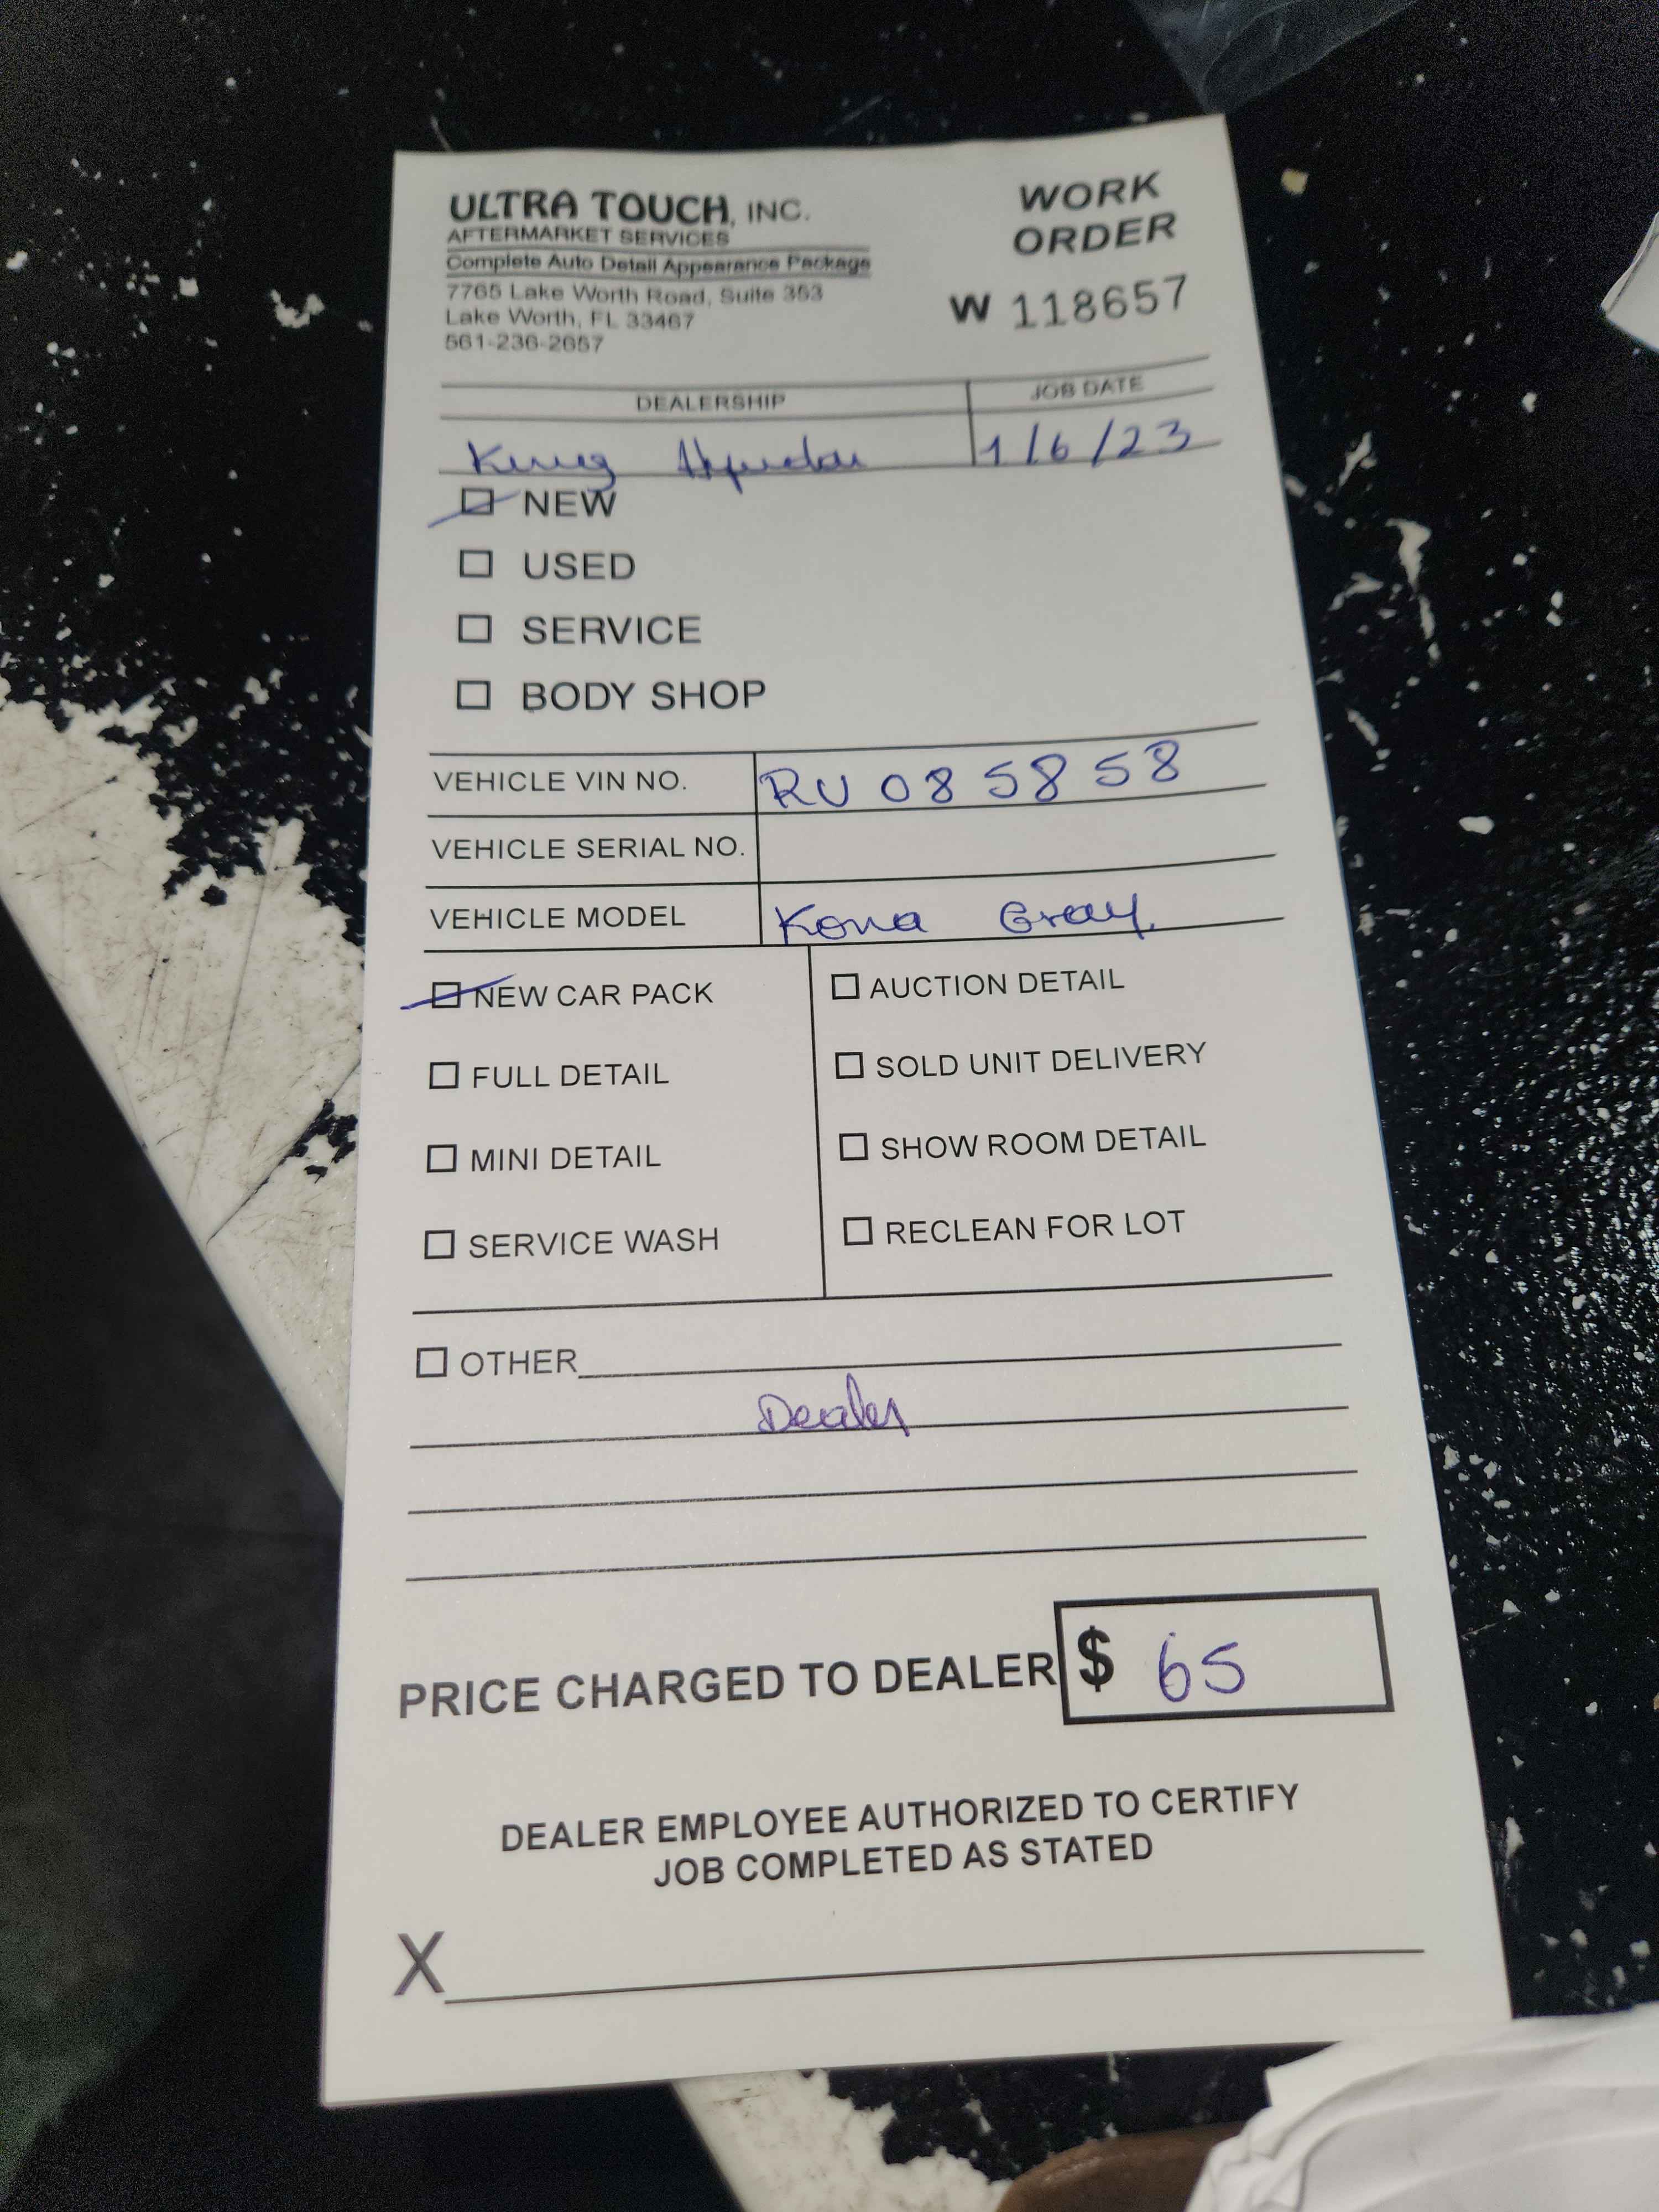 ULTRA TOUCH, INC.
AFTERMARKET SERVICES
Complete Auto Detail Appearance Package
7765 Lake Worth Road, Suite 353
Lake Worth, FL 33467
561-236-2657
WORK
ORDER
W 118657
DEALERSHIP JOB DATE
King 1/6/23
NEW
USED
SERVICE
BODY SHOP
VEHICLE VIN NO. RU 085858
VEHICLE SERIAL NO.
VEHICLE MODEL Kona Gray
NEW CAR PACK
FULL DETAIL
MINI DETAIL
SERVICE WASH
AUCTION DETAIL
SOLD UNIT DELIVERY
SHOW ROOM DETAIL
RECLEAN FOR LOT
OTHER
Dealer
PRICE CHARGED TO DEALER $ 65
DEALER EMPLOYEE AUTHORIZED TO CERTIFY
JOB COMPLETED AS STATED
X